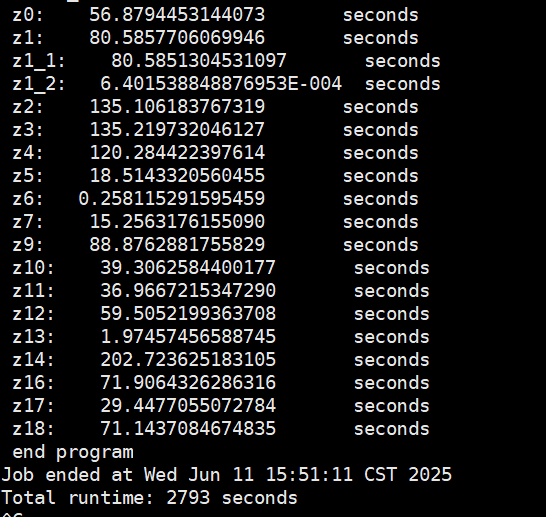 z0: 56.8794453144073 seconds
z1: 80.5857706069946 seconds
z1_1: 80.5851304531097 seconds
z1_2: 6.401538848876953E-004 seconds
z2: 135.106183767319 seconds
z3: 135.219732046127 seconds
z4: 120.284422397614 seconds
z5: 18.5143320560455 seconds
z6: 0.258115291595459 seconds
z7: 15.2563176155090 seconds
z9: 88.8762881755829 seconds
z10: 39.3062584400177 seconds
z11: 36.9667215347290 seconds
z12: 59.5052199363708 seconds
z13: 1.97457456588745 seconds
z14: 202.723625183105 seconds
z16: 71.9064326286316 seconds
z17: 29.4477055072784 seconds
z18: 71.1437084674835 seconds
end program
Job ended at Wed Jun 11 15:51:11 CST 2025
Total runtime: 2793 seconds
^C